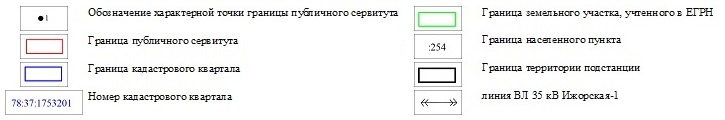 ●1 Обозначение характерной точки границы публичного сервитута
Граница публичного сервитута
Граница кадастрового квартала
78:37:1753201 Номер кадастрового квартала
Граница земельного участка, учтенного в ЕГРН
:254 Граница населенного пункта
Граница территории подстанции
линия ВЛ 35 кВ Ижорская-1